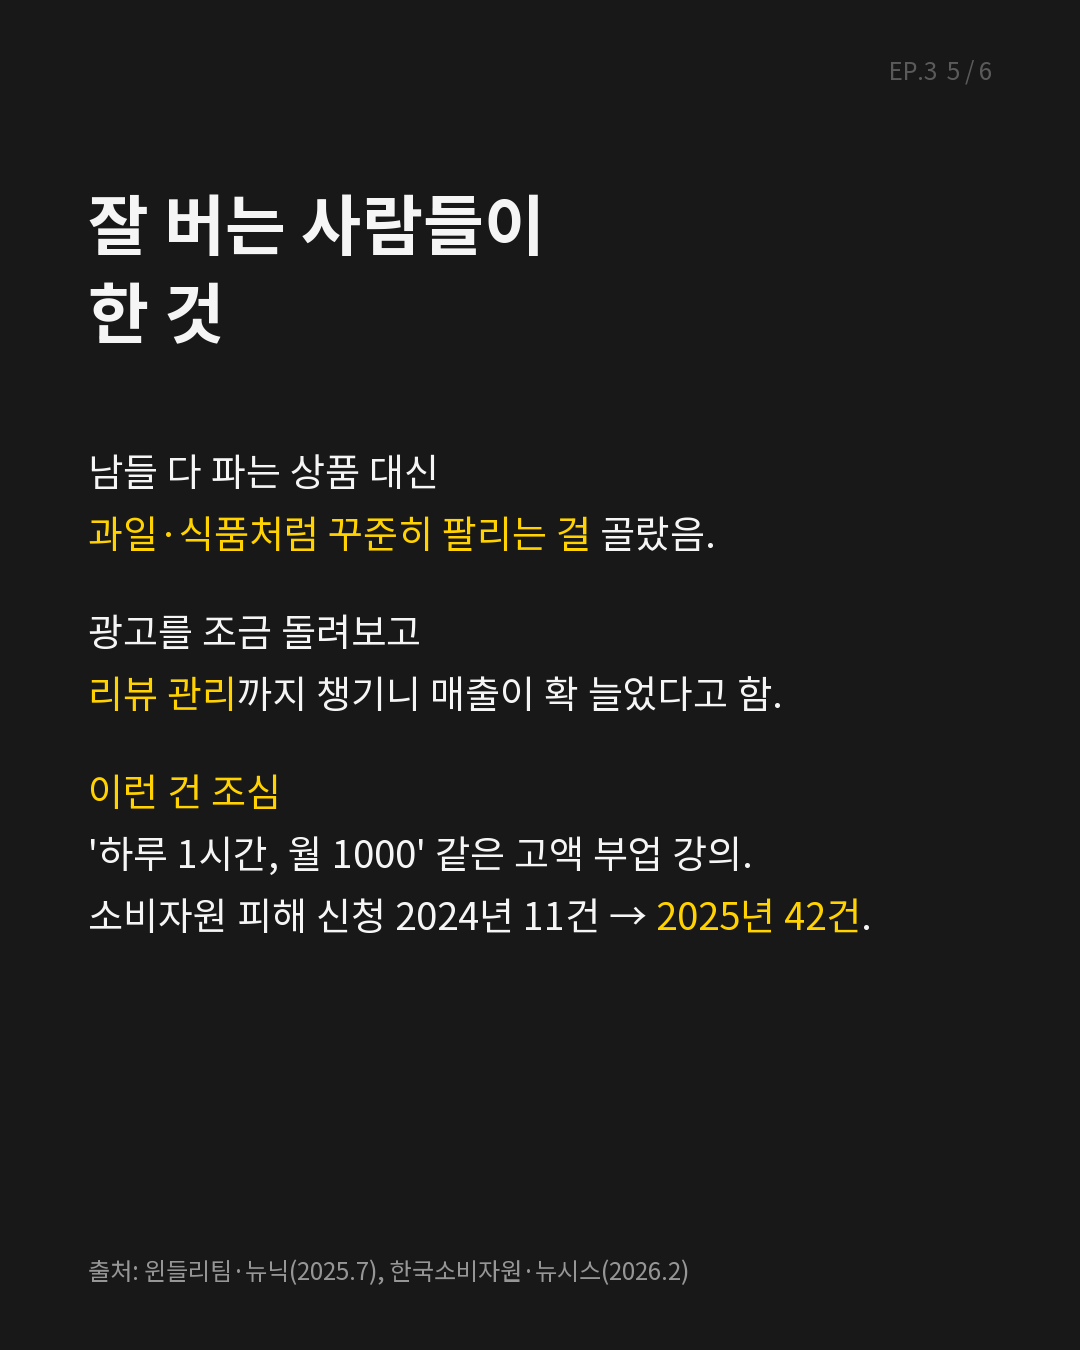 EP.3 5 / 6
잘 버는 사람들이
한 것
남들 다 파는 상품 대신
과일·식품처럼 꾸준히 팔리는 걸 골랐음.
광고를 조금 돌려보고
리뷰 관리까지 챙기니 매출이 확 늘었다고 함.
이런 건 조심
'하루 1시간, 월 1000' 같은 고액 부업 강의.
소비자원 피해 신청 2024년 11건 → 2025년 42건.
출처: 윈들리팀·뉴닉(2025.7), 한국소비자원·뉴시스(2026.2)